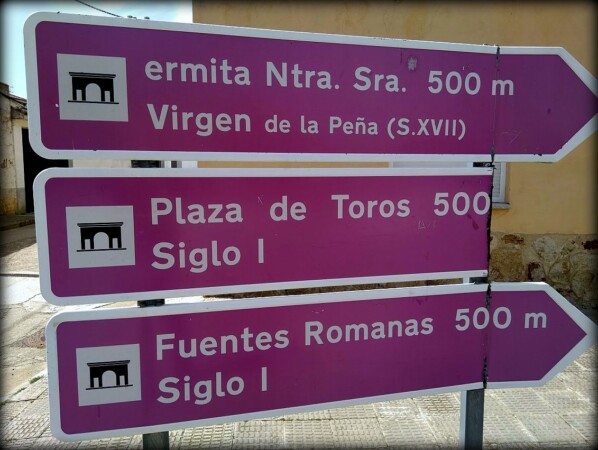 ermita Ntra. Sra. 500 m
Virgen de la Peña (S.XVII)
Plaza de Toros 500
Siglo I
Fuentes Romanas 500 m
Siglo I